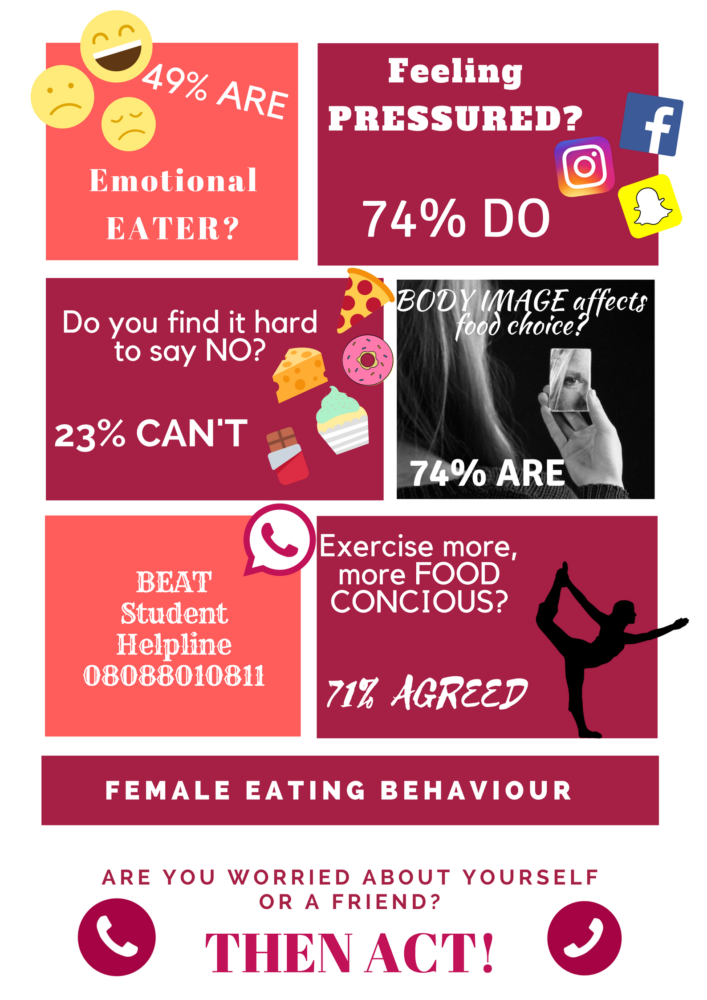 49% ARE
Emotional
EATER?
Feeling
PRESSURED?
74% DO
Do you find it hard
to say NO?
23% CAN'T
BODY IMAGE affects
food choice?
74% ARE
BEAT
Student
Helpline
08088010811
Exercise more,
more FOOD
CONCIOUS?
71% AGREED
FEMALE EATING BEHAVIOUR
ARE YOU WORRIED ABOUT YOURSELF
OR A FRIEND?
THEN ACT!